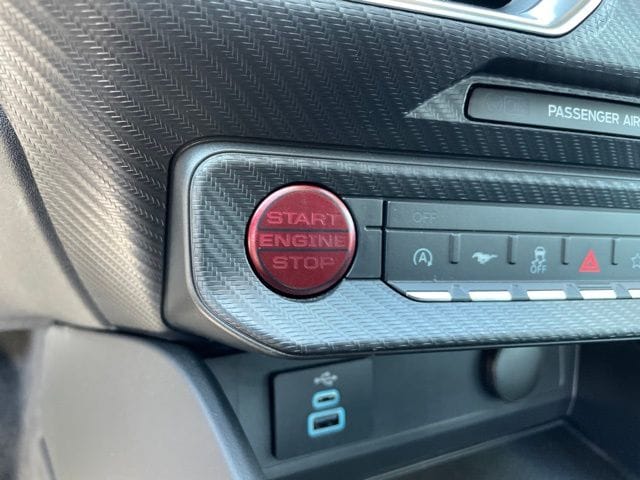 PASSENGER AIR
START
ENGINE
STOP
OFF
A
OFF